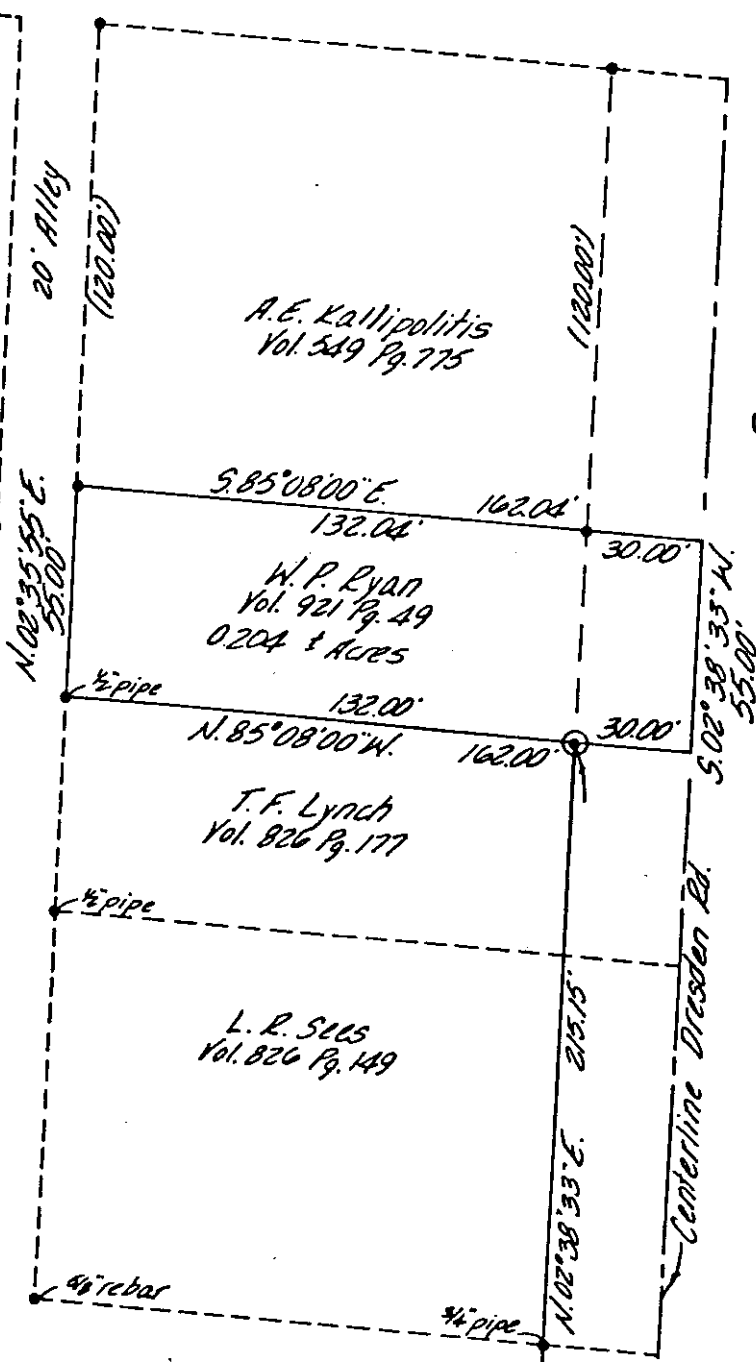 20' Alley
(120.00')
(120.00')
A.E. Kallipolitis
Vol. 549 Pg. 775
S.85°08'00"E.
162.04'
132.04'
30.00'
N.02°35'55"E.
55.00'
W. P. Ryan
Vol. 921 Pg. 49
0.204 ± Acres
S.02°38'33"W.
55.00'
½" pipe
132.00'
30.00'
N.85°08'00"W.
162.00'
T. F. Lynch
Vol. 826 Pg. 177
½" pipe
L. R. Sees
Vol. 826 Pg. 149
N.02°38'33"E. 215.15'
Centerline Dresden Rd.
5/8" rebar
3/4" pipe